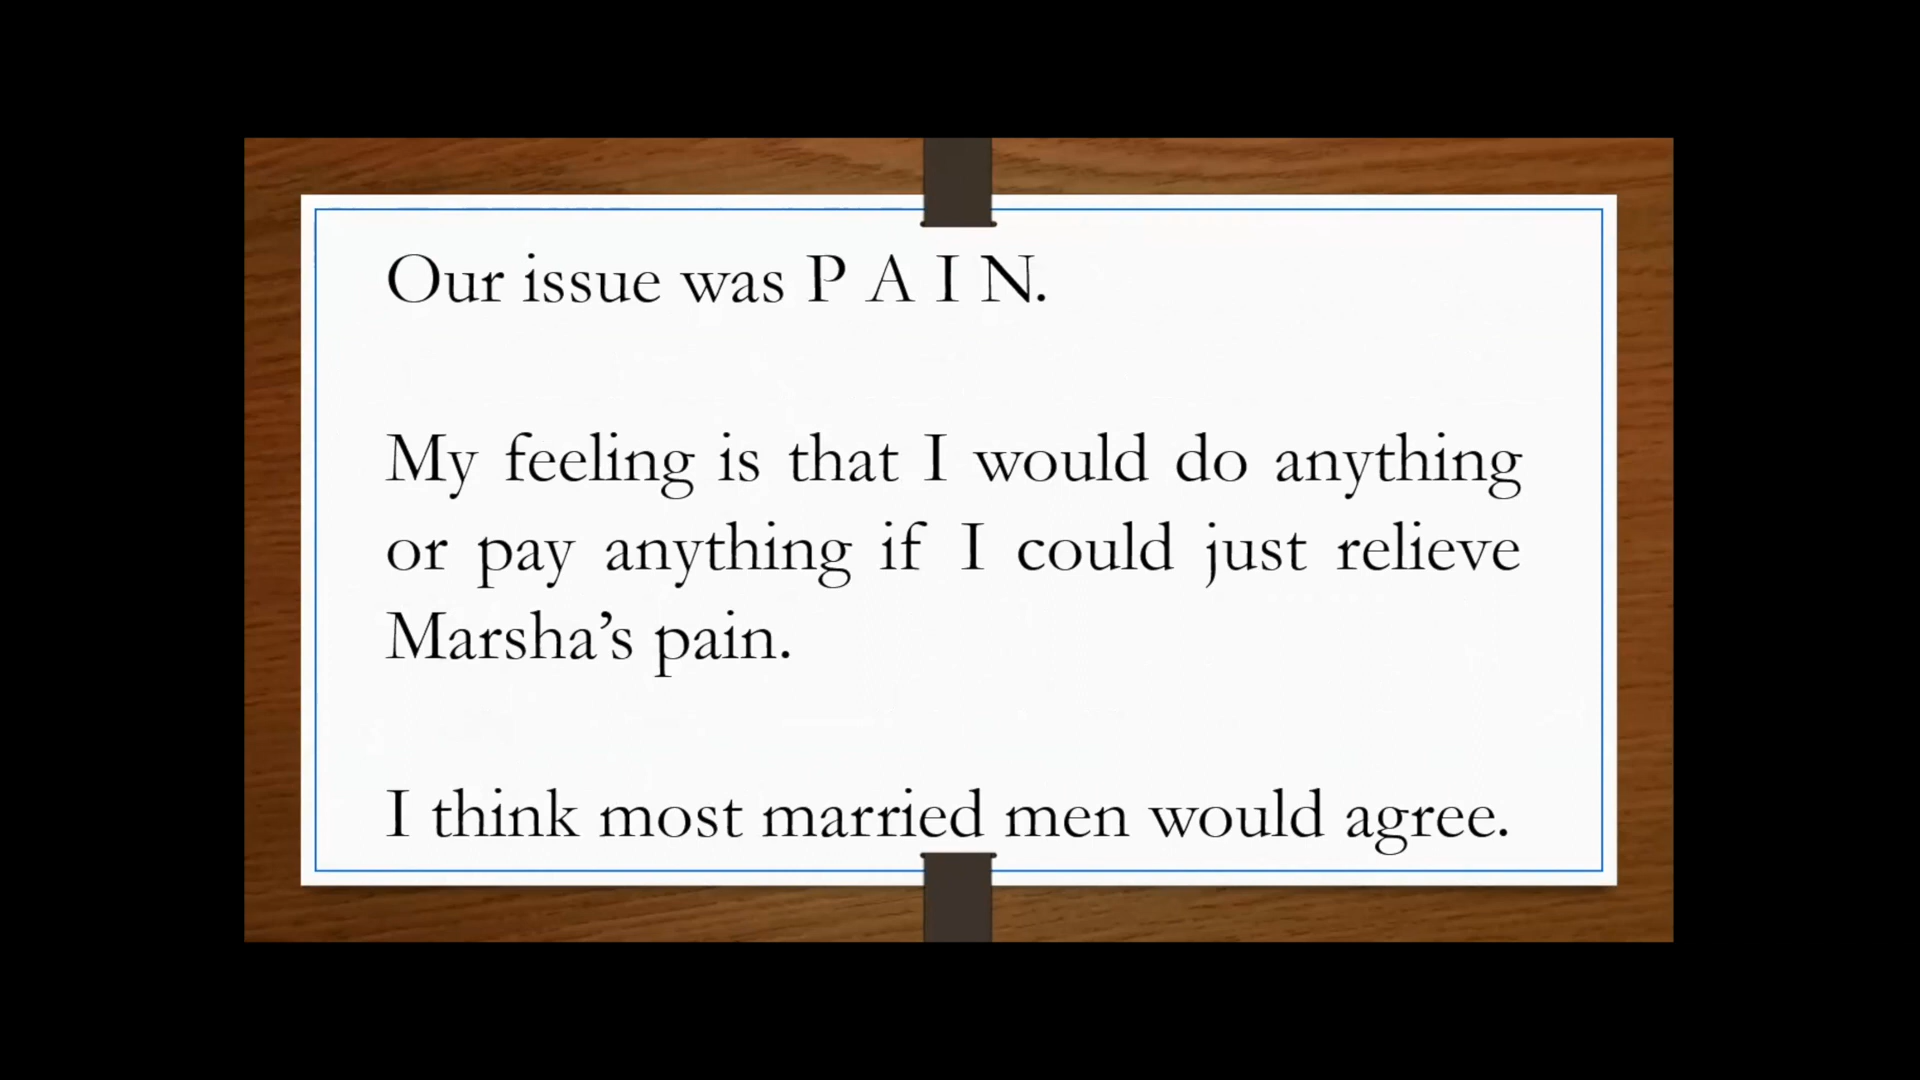 Our issue was P A I N.
My feeling is that I would do anything
or pay anything if I could just relieve
Marsha’s pain.
I think most married men would agree.